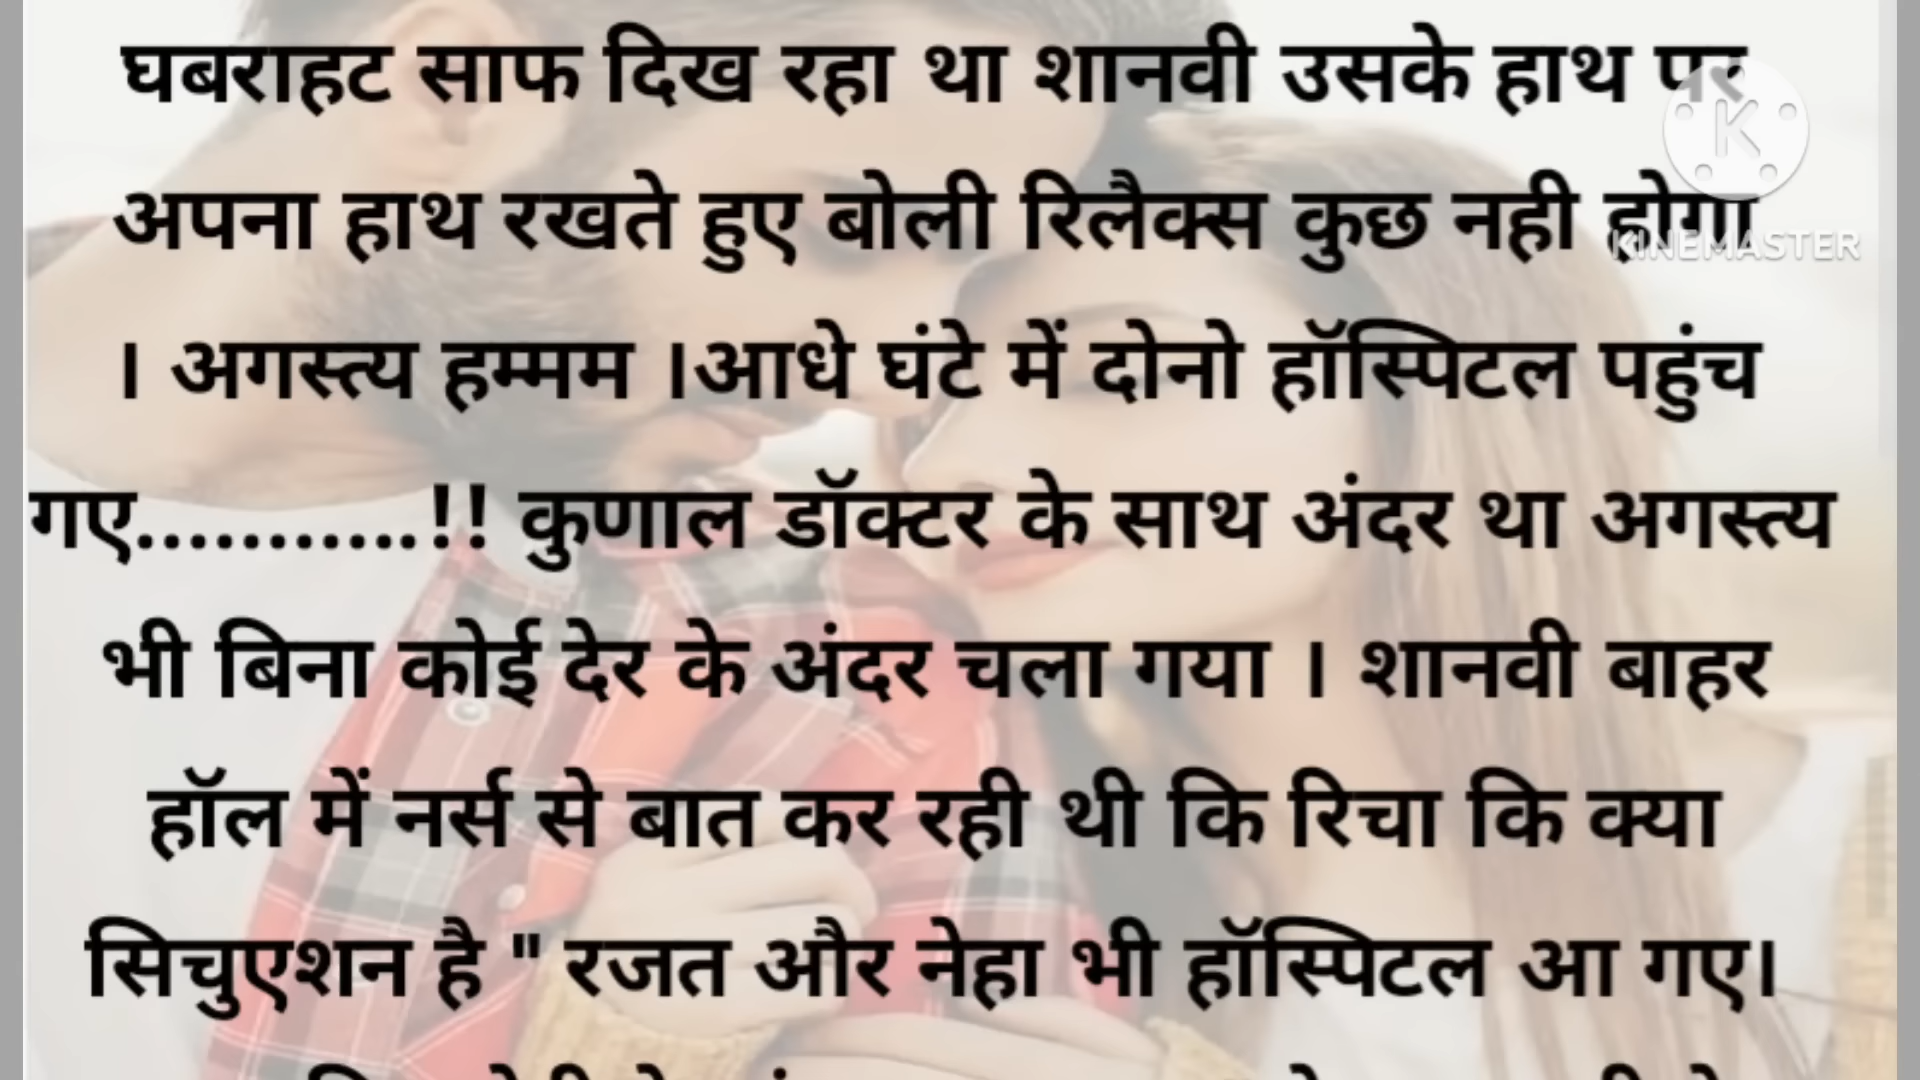 घबराहट साफ दिख रहा था शानवी उसके हाथ पर
अपना हाथ रखते हुए बोली रिलैक्स कुछ नही होगा
। अगस्त्य हम्मम ।आधे घंटे में दोनो हॉस्पिटल पहुंच
गए...........!! कुणाल डॉक्टर के साथ अंदर था अगस्त्य
भी बिना कोई देर के अंदर चला गया । शानवी बाहर
हॉल में नर्स से बात कर रही थी कि रिचा कि क्या
सिचुएशन है " रजत और नेहा भी हॉस्पिटल आ गए।
K
KINEMASTER